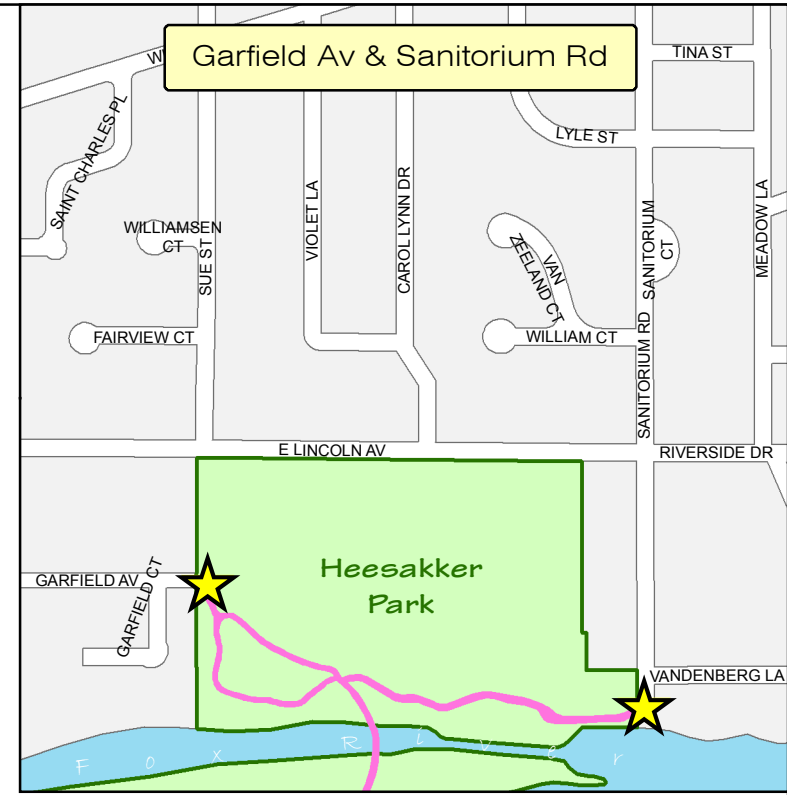 Garfield Av & Sanitorium Rd
W
TINA ST
SAINT CHARLES PL
LYLE ST
WILLIAMSEN
CT
SUE ST
VIOLET LA
CAROL LYNN DR
VAN
ZEELAND CT
SANITORIUM
CT
MEADOW LA
FAIRVIEW CT
WILLIAM CT
SANITORIUM RD
E LINCOLN AV
RIVERSIDE DR
GARFIELD AV
GARFIELD CT
Heesakker
Park
VANDENBERG LA
Fox River